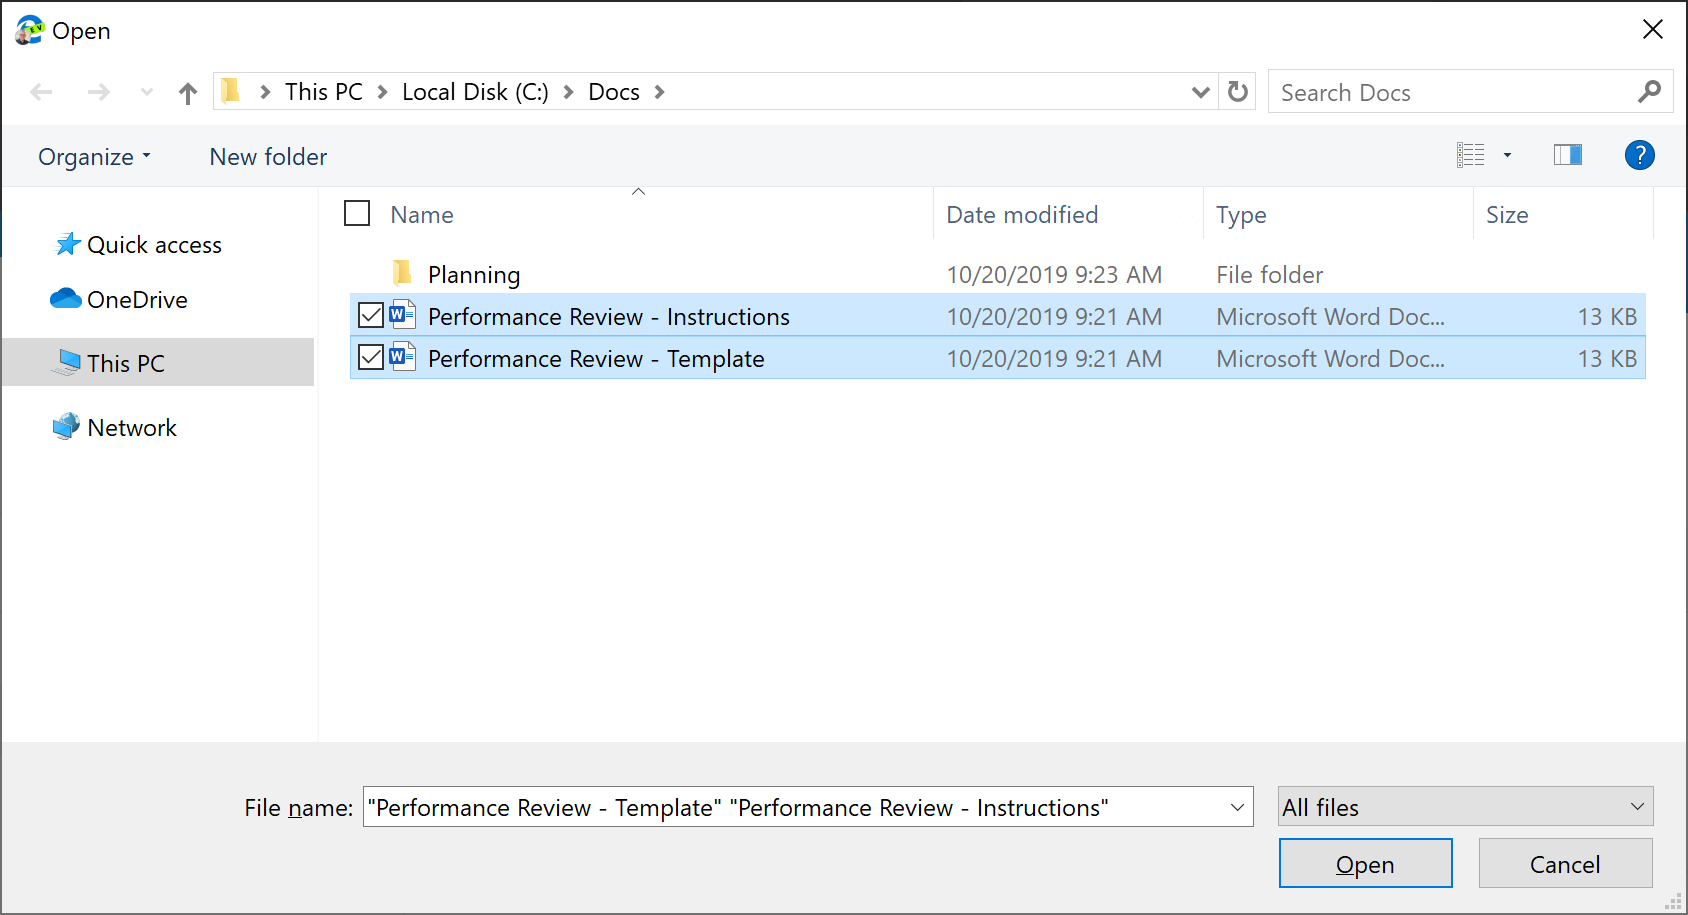 Open
This PC Local Disk (C:) Docs Search Docs
Organize New folder ?
Name Date modified Type Size
Quick access
OneDrive
This PC
Network
Planning 10/20/2019 9:23 AM File folder
Performance Review - Instructions 10/20/2019 9:21 AM Microsoft Word Doc... 13 KB
Performance Review - Template 10/20/2019 9:21 AM Microsoft Word Doc... 13 KB
File name: "Performance Review - Template" "Performance Review - Instructions" All files
Open Cancel